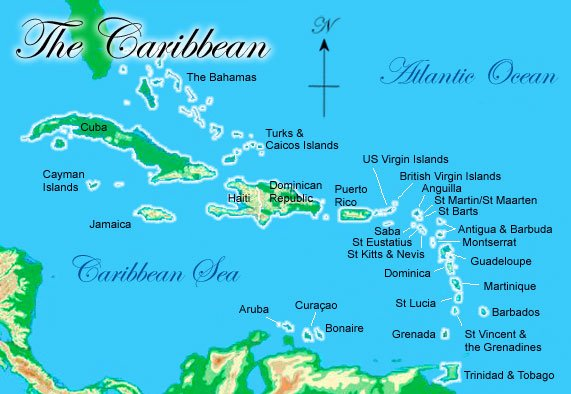 The Caribbean
N
Atlantic Ocean
The Bahamas
Cuba
Turks &
Caicos Islands
US Virgin Islands
British Virgin Islands
Cayman
Islands
Haiti
Dominican
Republic
Puerto
Rico
Anguilla
St Martin/St Maarten
St Barts
Jamaica
Saba
St Eustatius
St Kitts & Nevis
Antigua & Barbuda
Montserrat
Guadeloupe
Caribbean Sea
Dominica
Martinique
Aruba
Curaçao
Bonaire
St Lucia
Barbados
Grenada
St Vincent &
the Grenadines
Trinidad & Tobago